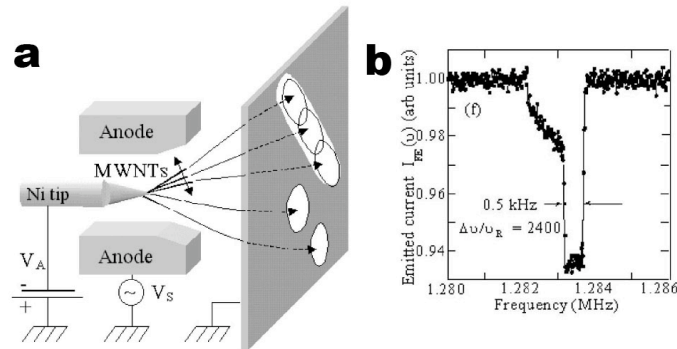 a
Anode
MWNTs
Ni tip
Anode
V_A
-
+
~
V_S
b
Emitted current I_FE(υ) (arb units)
1.00
0.98
0.96
0.94
(f)
0.5 kHz
Δυ/υ_R = 2400
1.280 1.282 1.284 1.286
Frequency (MHz)